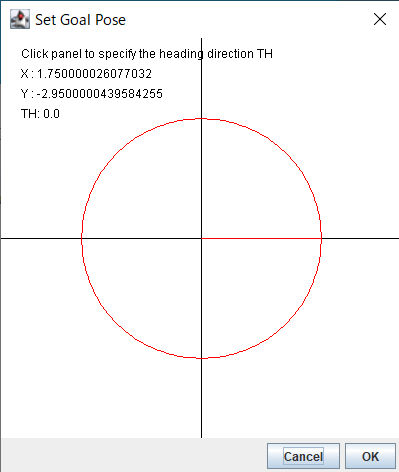 Set Goal Pose
Click panel to specify the heading direction TH
X : 1.750000026077032
Y : -2.9500000439584255
TH: 0.0
Cancel
OK